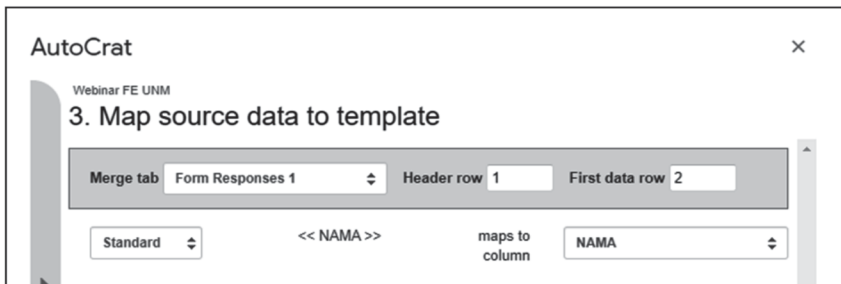 AutoCrat
Webinar FE UNM
3. Map source data to template
Merge tab Form Responses 1 Header row 1 First data row 2
Standard << NAMA >> maps to column NAMA